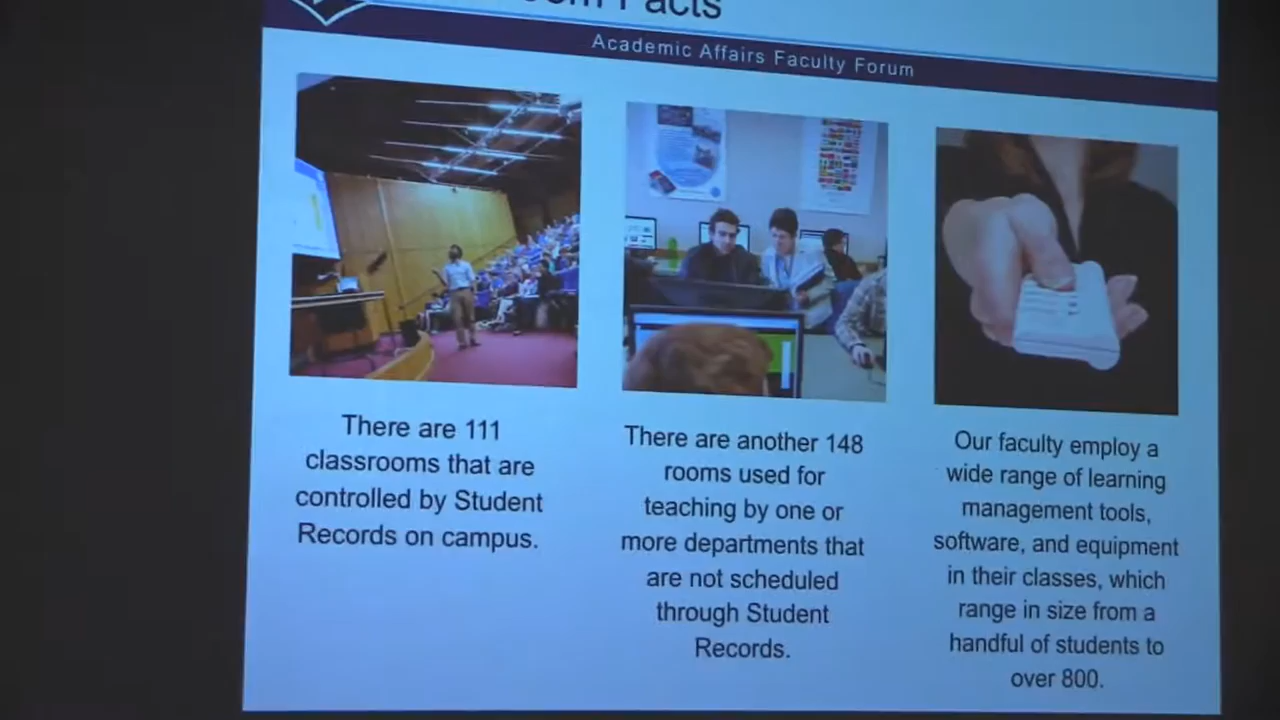 Facts
Academic Affairs Faculty Forum
There are 111
classrooms that are
controlled by Student
Records on campus.
There are another 148
rooms used for
teaching by one or
more departments that
are not scheduled
through Student
Records.
Our faculty employ a
wide range of learning
management tools,
software, and equipment
in their classes, which
range in size from a
handful of students to
over 800.